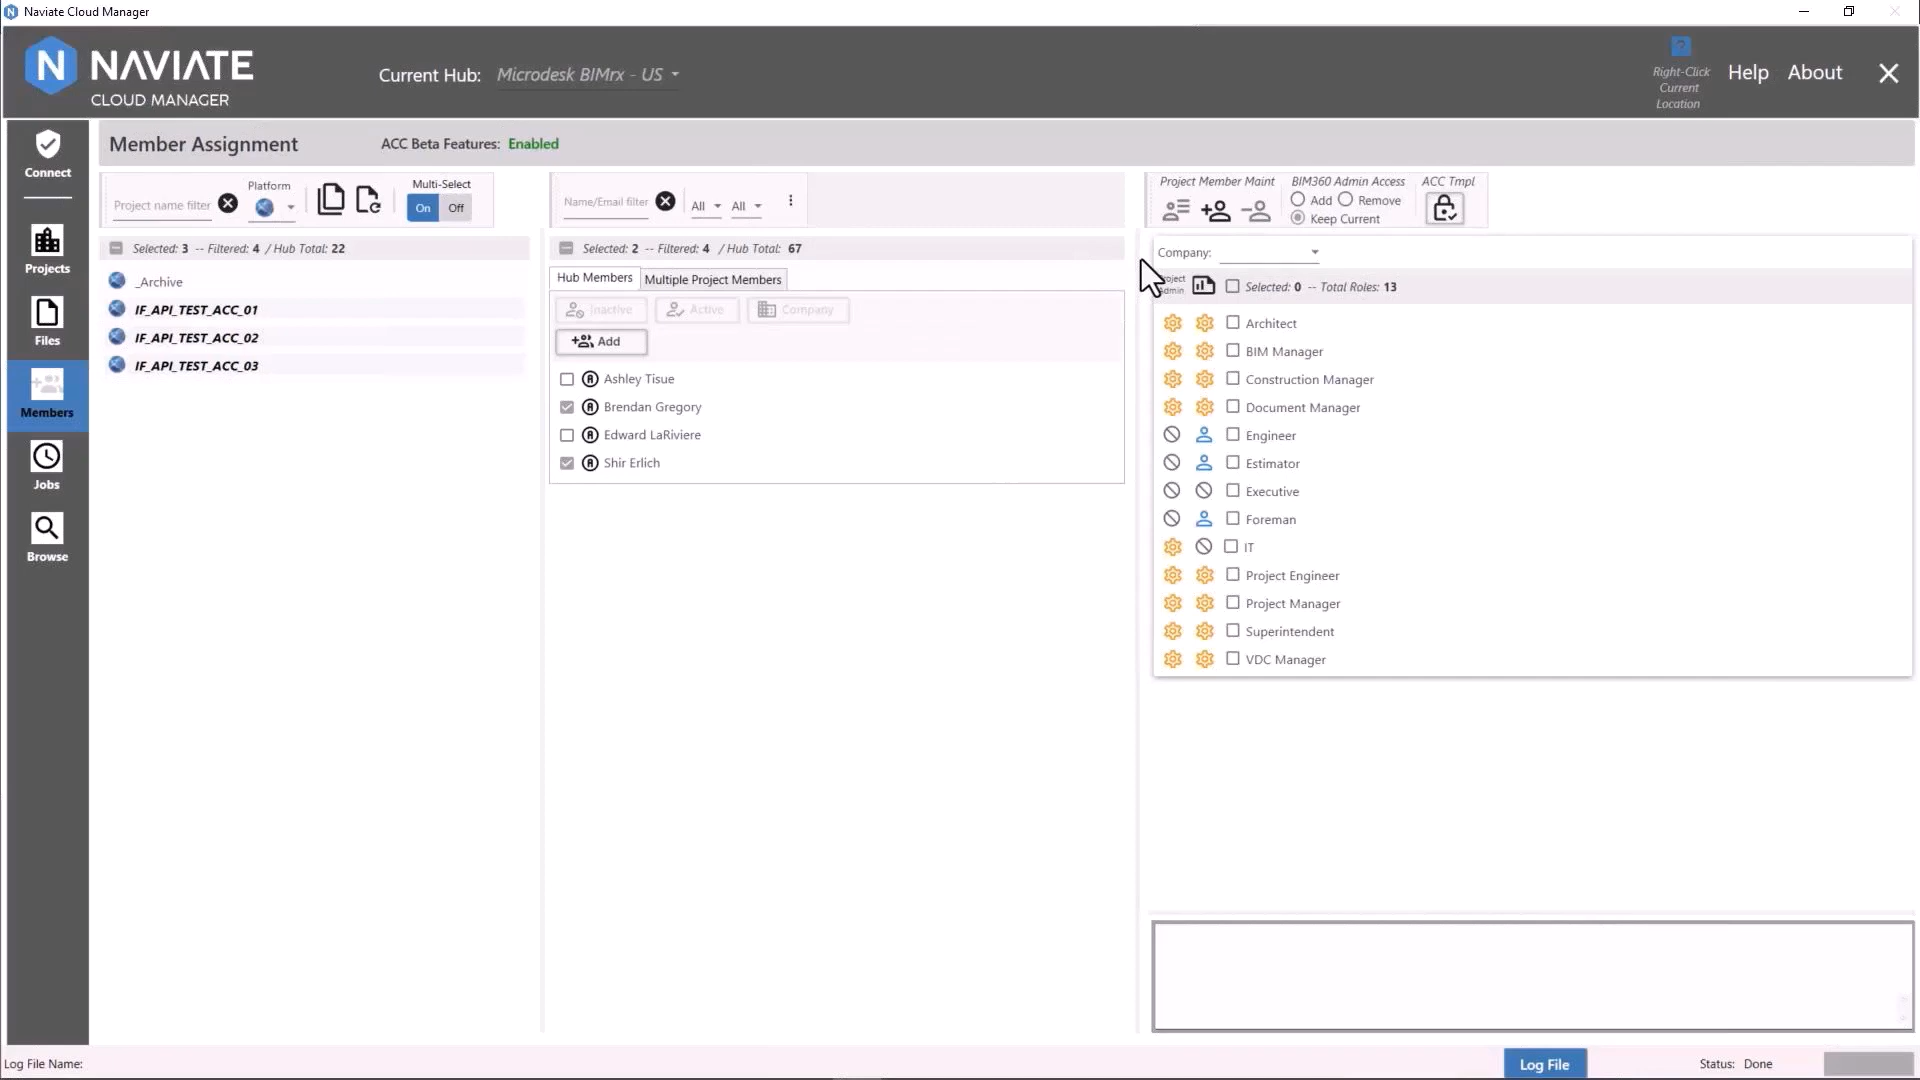 Naviate Cloud Manager
NAVIATE
CLOUD MANAGER
Current Hub: Microdesk BIMrx - US
Right-Click
Current
Location
Help About
Member Assignment
ACC Beta Features: Enabled
Connect
Projects
Files
Members
Jobs
Browse
Project name filter
Platform
Multi-Select
On Off
Selected: 3 -- Filtered: 4 / Hub Total: 22
_Archive
IF_API_TEST_ACC_01
IF_API_TEST_ACC_02
IF_API_TEST_ACC_03
Name/Email filter
All All
Selected: 2 -- Filtered: 4 / Hub Total: 67
Hub Members Multiple Project Members
Inactive Active Company
Add
Ashley Tisue
Brendan Gregory
Edward LaRiviere
Shir Erlich
Project Member Maint BIM360 Admin Access ACC Tmpl
Add Remove
Keep Current
Company:
Selected: 0 -- Total Roles: 13
Architect
BIM Manager
Construction Manager
Document Manager
Engineer
Estimator
Executive
Foreman
IT
Project Engineer
Project Manager
Superintendent
VDC Manager
Log File Name:
Log File
Status: Done